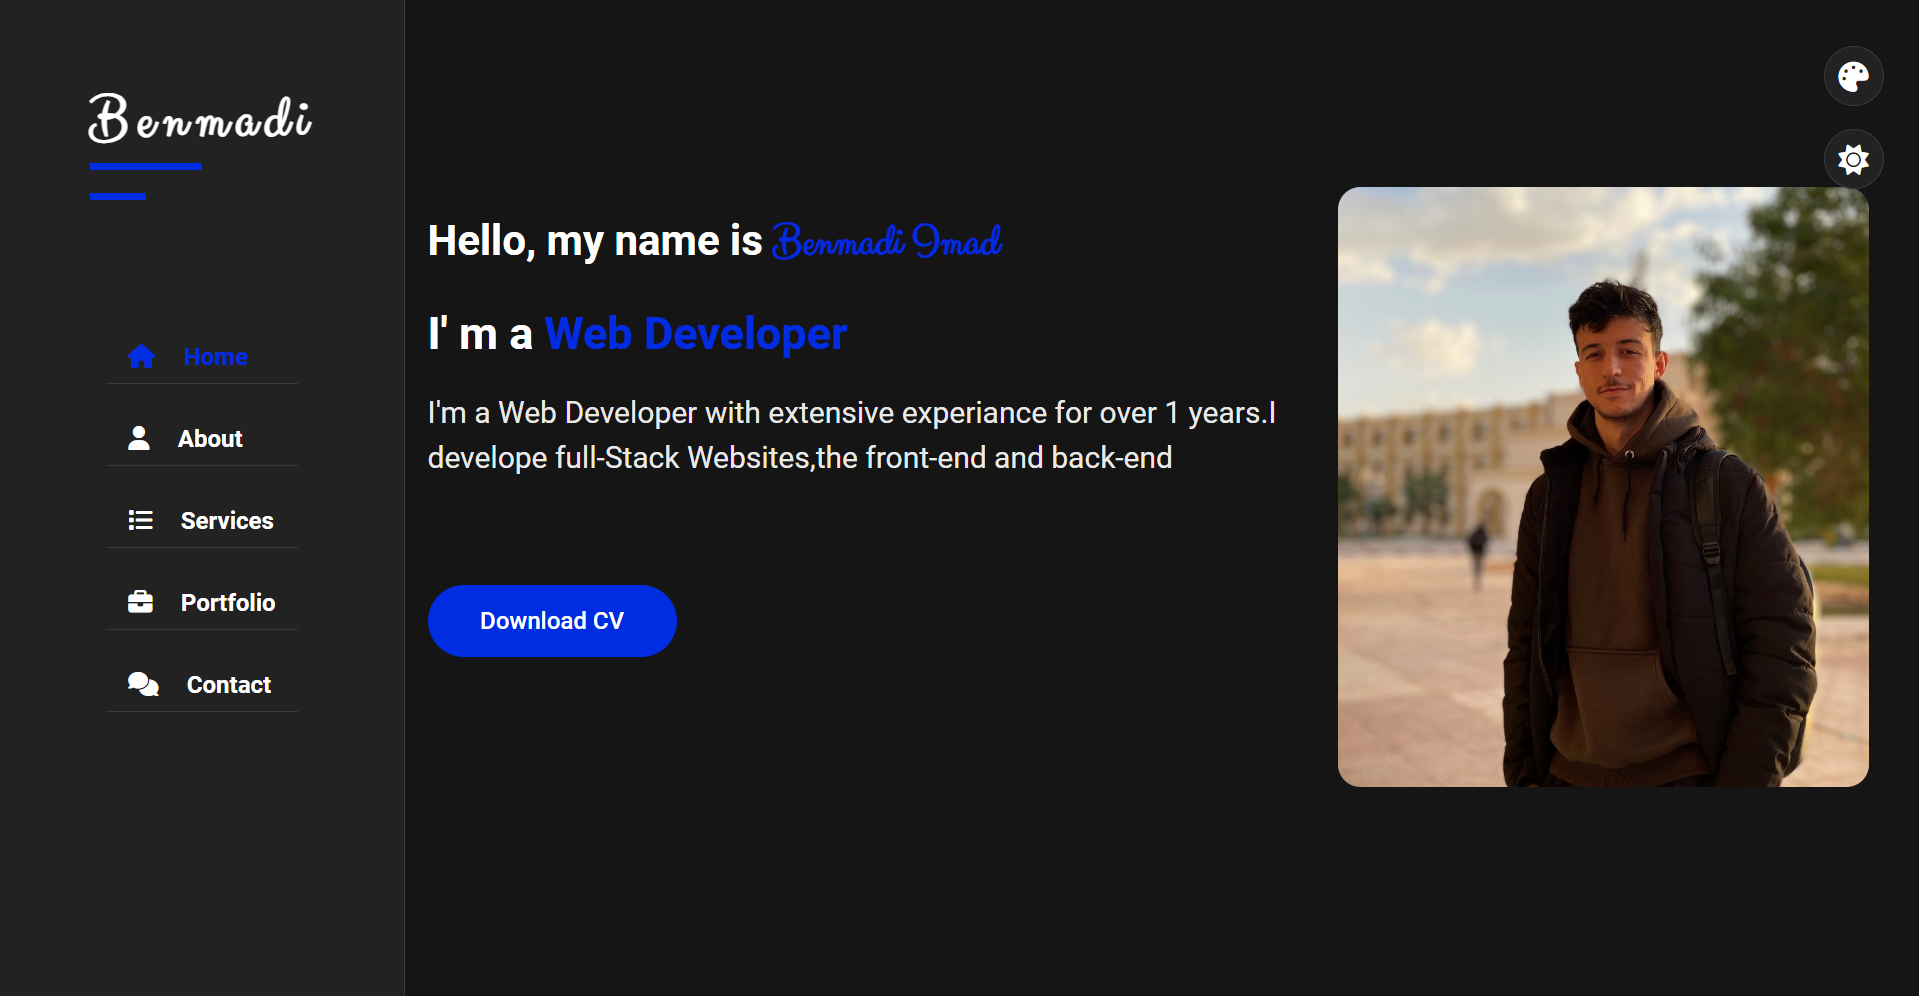 Benmadi
Home
About
Services
Portfolio
Contact
Hello, my name is Benmadi Imad
I' m a Web Developer
I'm a Web Developer with extensive experiance for over 1 years.I
develope full-Stack Websites,the front-end and back-end
Download CV